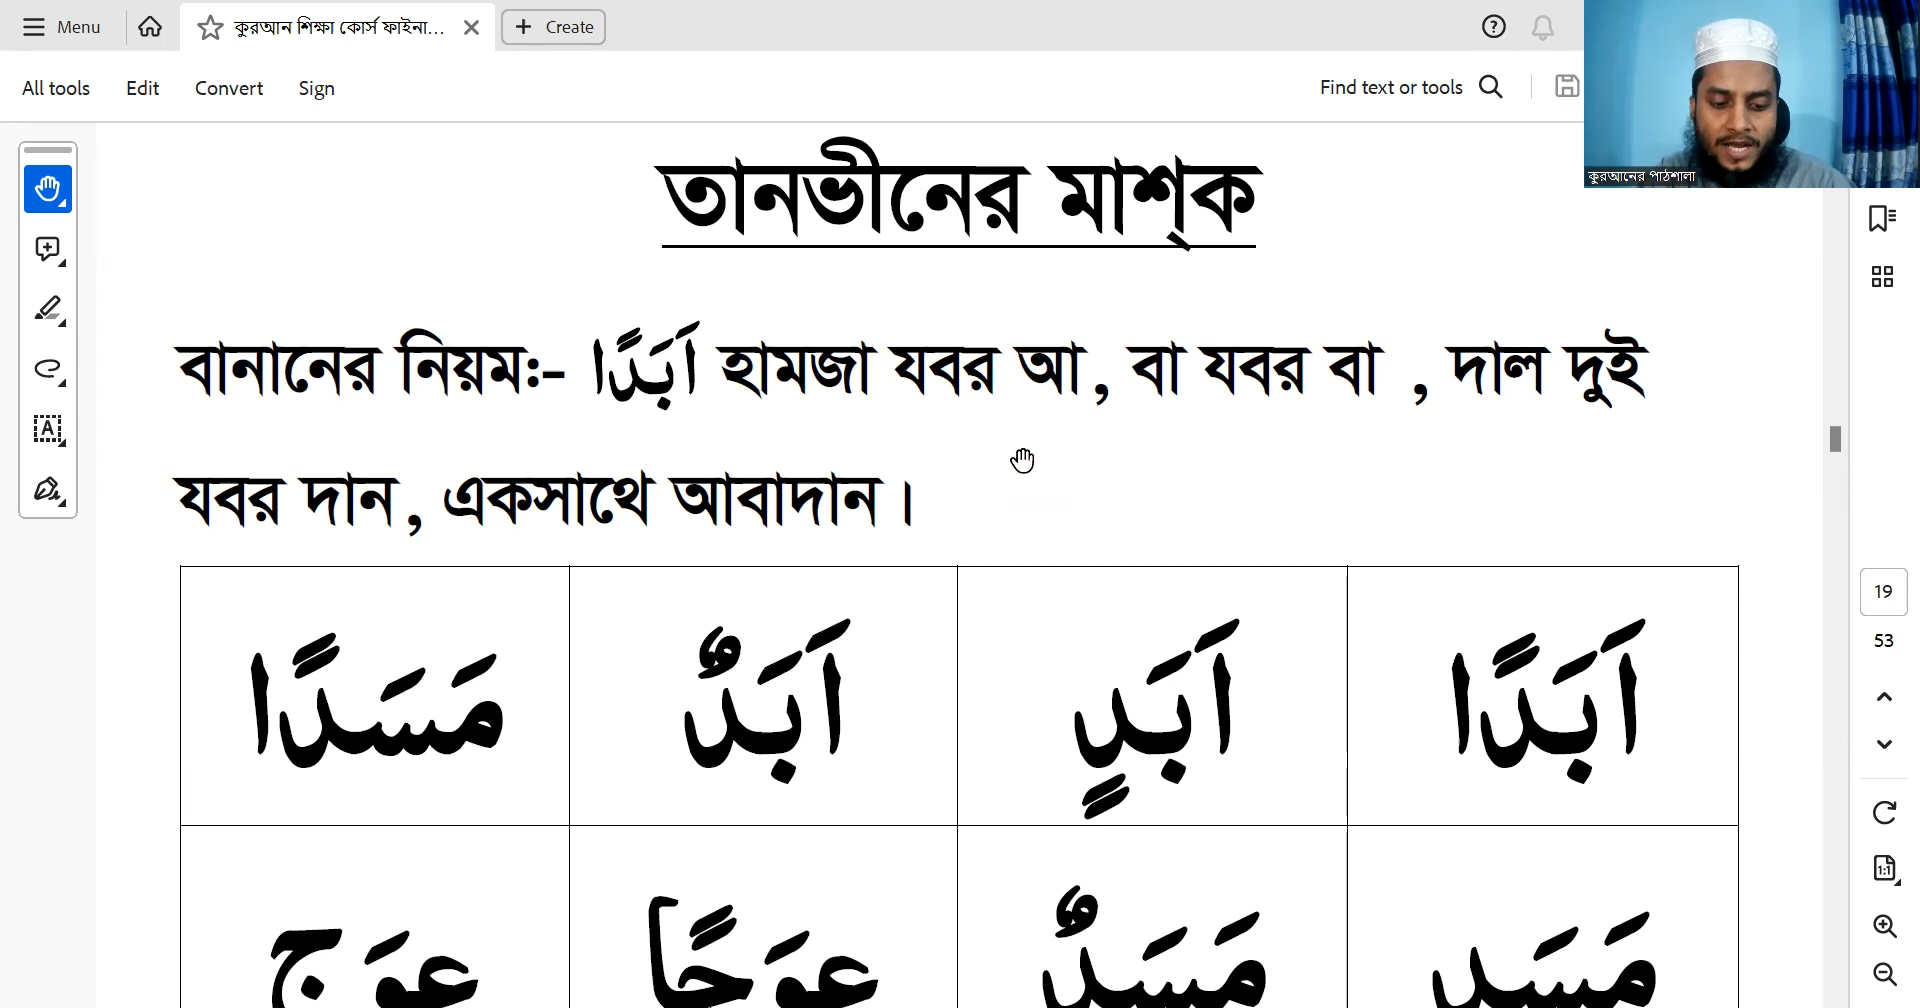 Menu
কুরআন শিক্ষা কোর্স ফাইনা...
Create
All tools Edit Convert Sign
Find text or tools
কুরআনের পাঠশালা
তানভীনের মাশ্‌ক
বানানের নিয়মঃ- اَبَدًا হামজা যবর আ, বা যবর বা , দাল দুই
যবর দান, একসাথে আবাদান।
اَبَدًا اَبَدٍ اَبَدٌ مَسَدًا
مَسَدٌ عِوَجًا
19
53